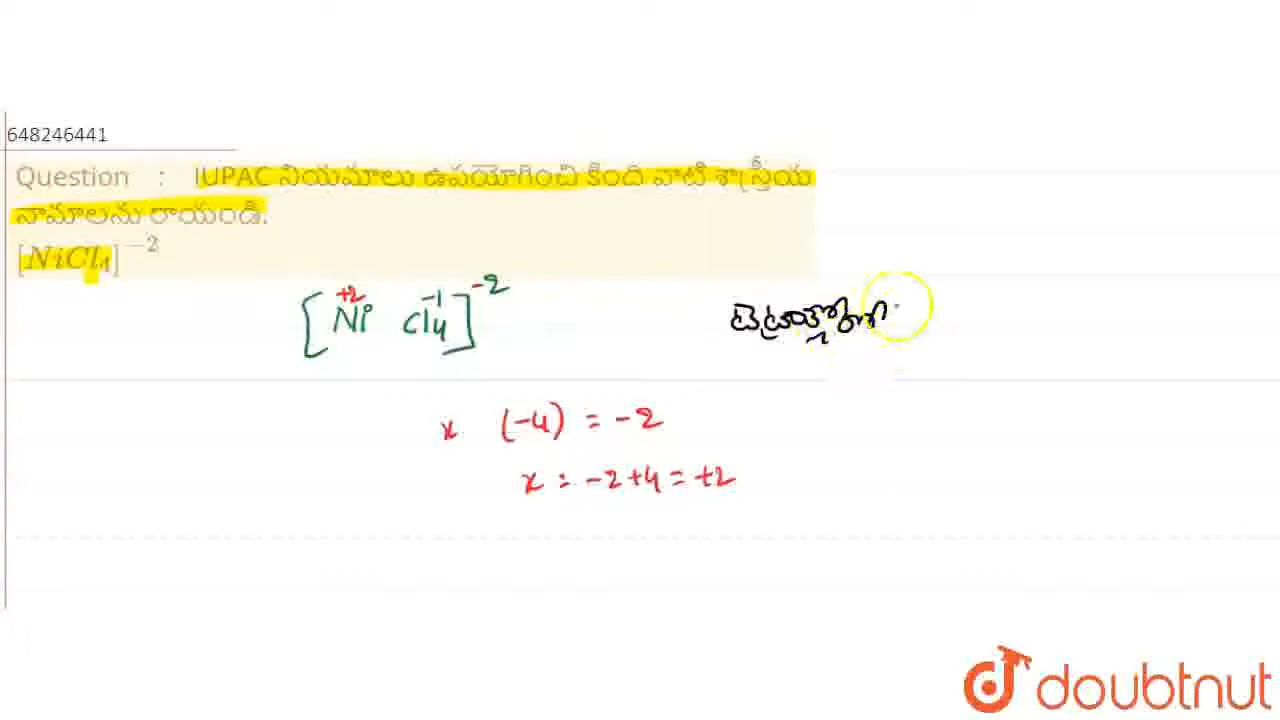 648246441
Question : IUPAC నియమాలు ఉపయోగించి కింది వాటి శాస్త్రీయ
నామాలను రాయండి.
[NiCl4]^-2
[Ni^+2 Cl4^-1]^-2
x (-4) = -2
x = -2+4 = +2
doubtnut